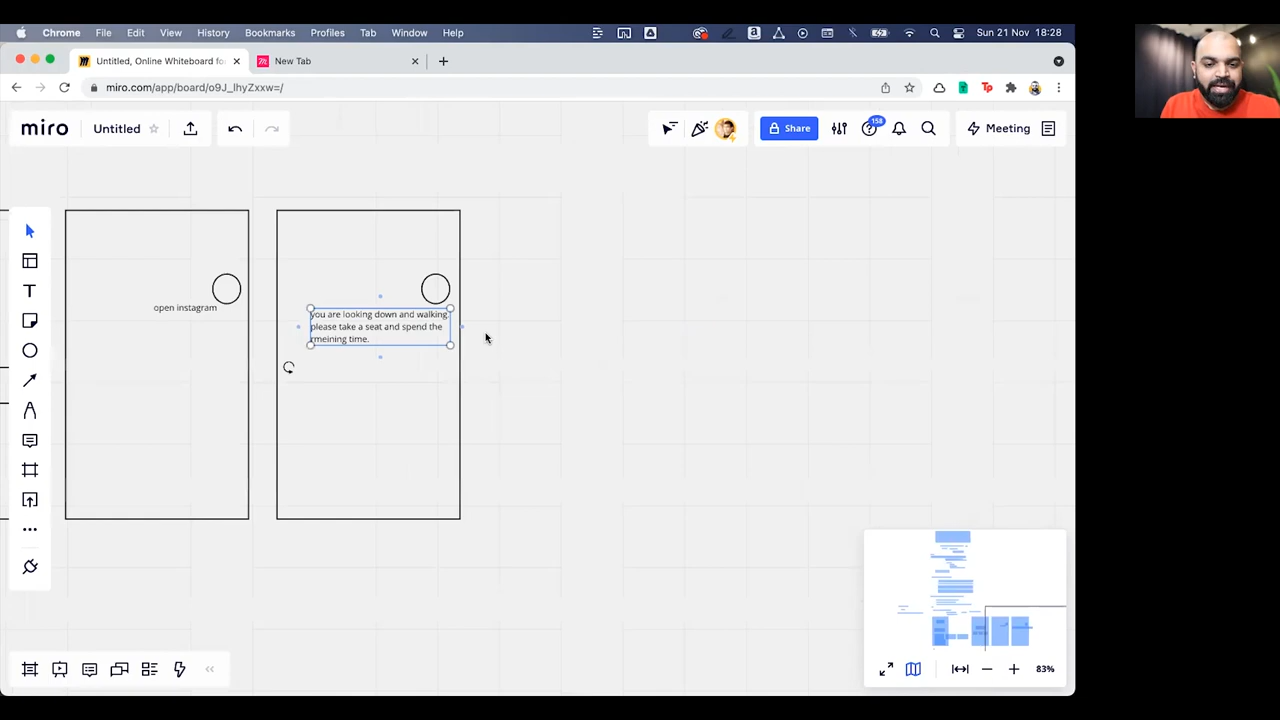 Chrome File Edit View History Bookmarks Profiles Tab Window Help
Sun 21 Nov 18:28
Untitled, Online Whiteboard fo
New Tab
miro.com/app/board/o9J_lhyZxxw=/
miro
Untitled
Share
158
Meeting
open instagram
you are looking down and walking
please take a seat and spend the
rmeining time.
83%